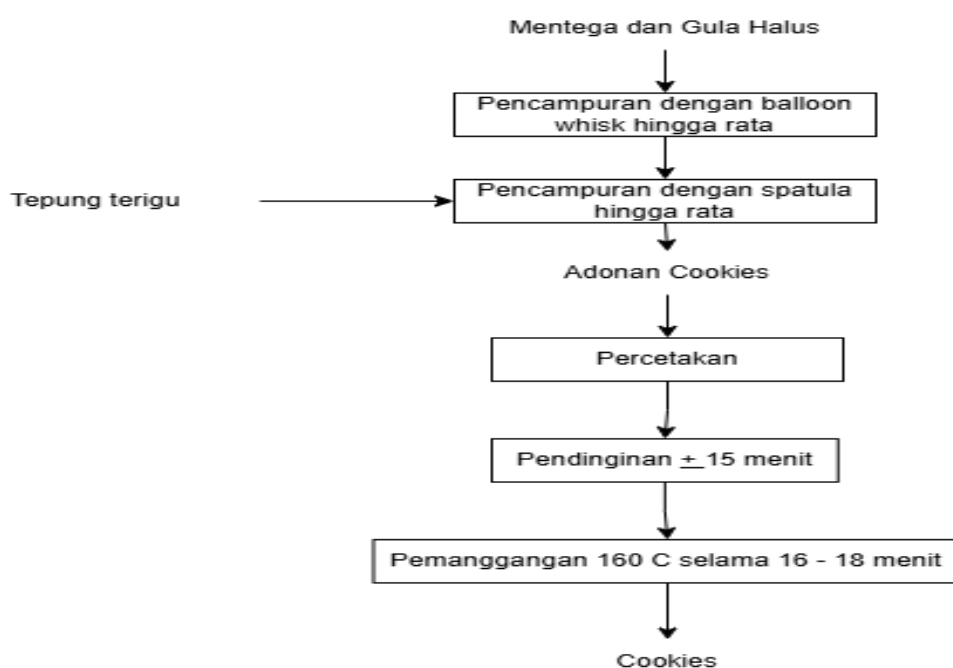 Mentega dan Gula Halus
Pencampuran dengan balloon
whisk hingga rata
Tepung terigu
Pencampuran dengan spatula
hingga rata
Adonan Cookies
Percetakan
Pendinginan + 15 menit
Pemanggangan 160 C selama 16 - 18 menit
Cookies